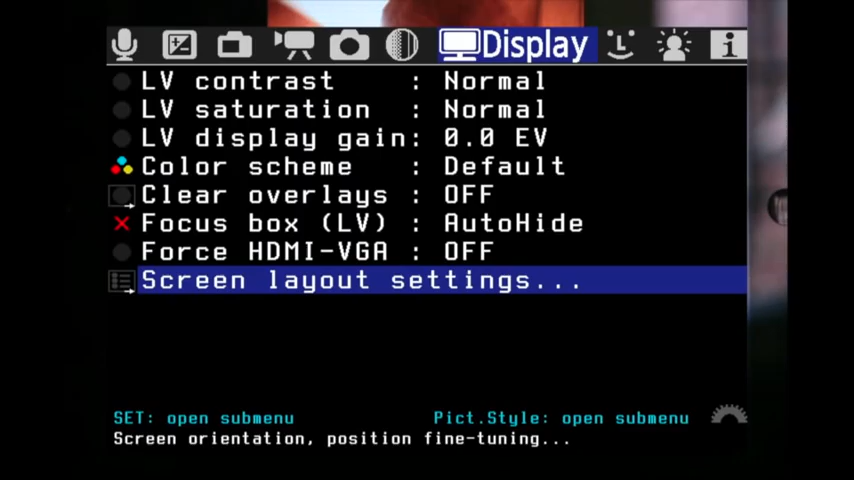 Display
LV contrast : Normal
LV saturation : Normal
LV display gain: 0.0 EV
Color scheme : Default
Clear overlays : OFF
Focus box (LV) : AutoHide
Force HDMI-VGA : OFF
Screen layout settings...
SET: open submenu Pict.Style: open submenu
Screen orientation, position fine-tuning...